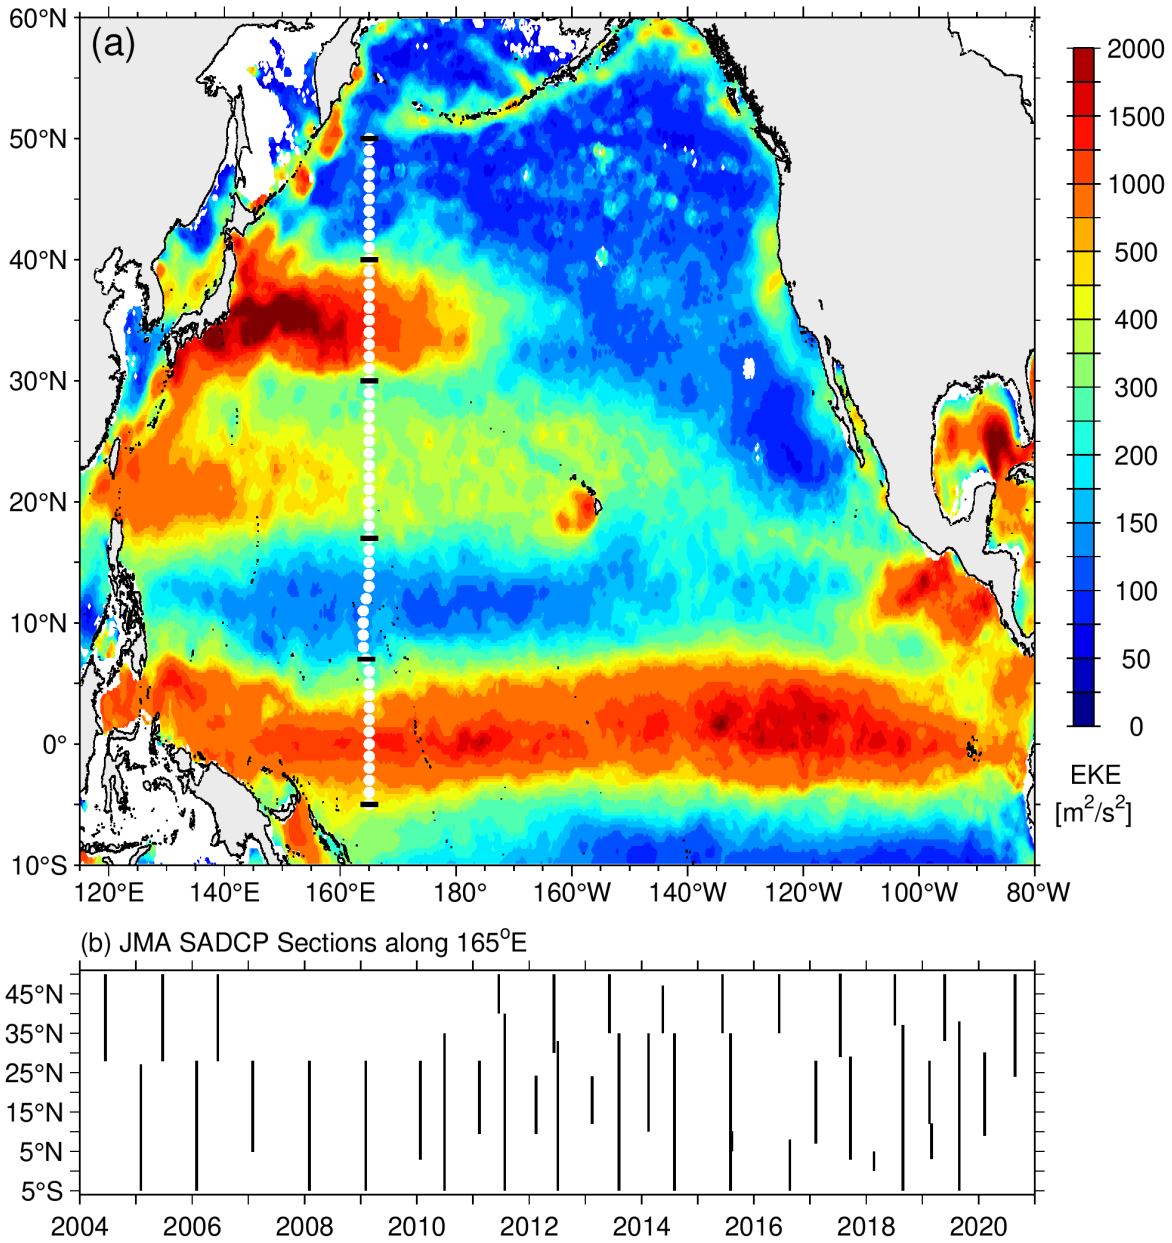 (a)
60°N
50°N
40°N
30°N
20°N
10°N
0°
10°S
120°E 140°E 160°E 180° 160°W 140°W 120°W 100°W 80°W
2000
1500
1000
500
400
300
200
150
100
50
0
EKE
[m²/s²]
(b) JMA SADCP Sections along 165°E
45°N
35°N
25°N
15°N
5°N
5°S
2004 2006 2008 2010 2012 2014 2016 2018 2020